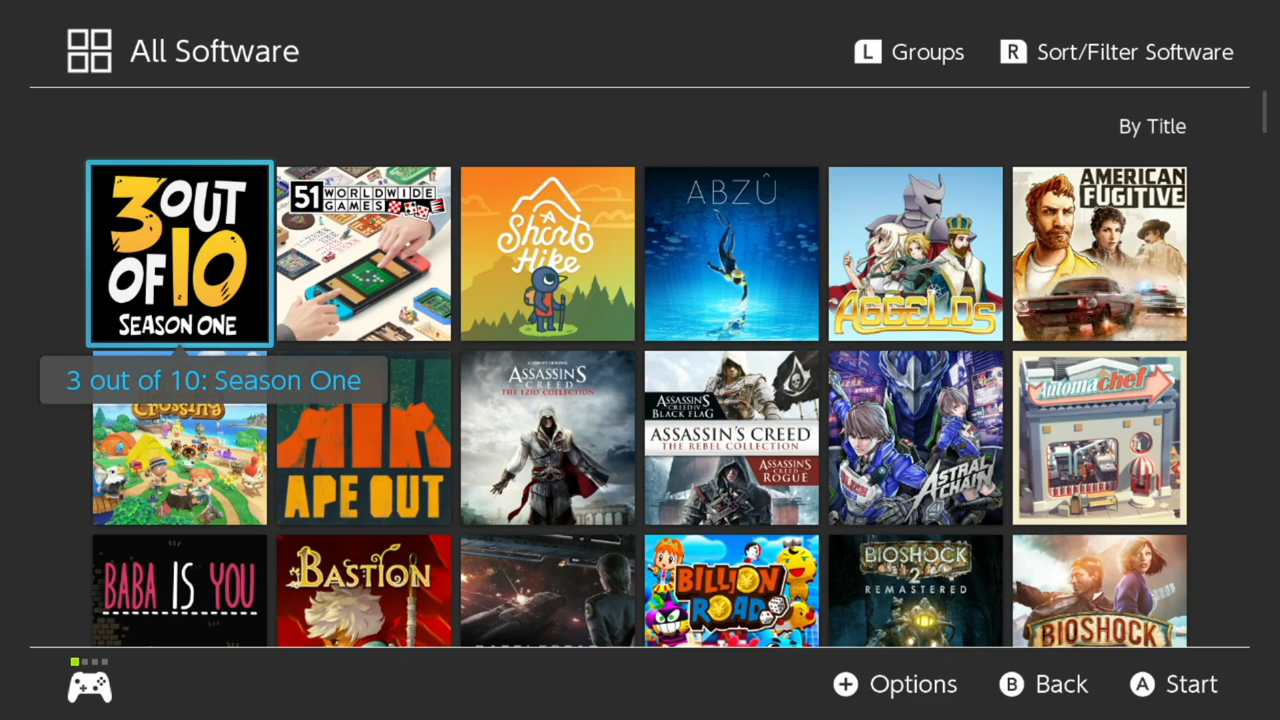 All Software
L Groups
R Sort/Filter Software
By Title
3 OUT
OF 10
SEASON ONE
51 WORLDWIDE
GAMES
A
Short
Hike
ABZÛ
AGGELOS
AMERICAN
FUGITIVE
3 out of 10: Season One
Crossing
APE OUT
ASSASSIN'S
CREED
THE EZIO COLLECTION
ASSASSIN'S
CREED IV
BLACK FLAG
ASSASSIN'S CREED
THE REBEL COLLECTION
ASSASSIN'S
CREED
ROGUE
ASTRAL
CHAIN
Automachef
BABA IS YOU
BASTION
BILLION
ROAD
BIOSHOCK
2
REMASTERED
BIOSHOCK
+ Options
B Back
A Start